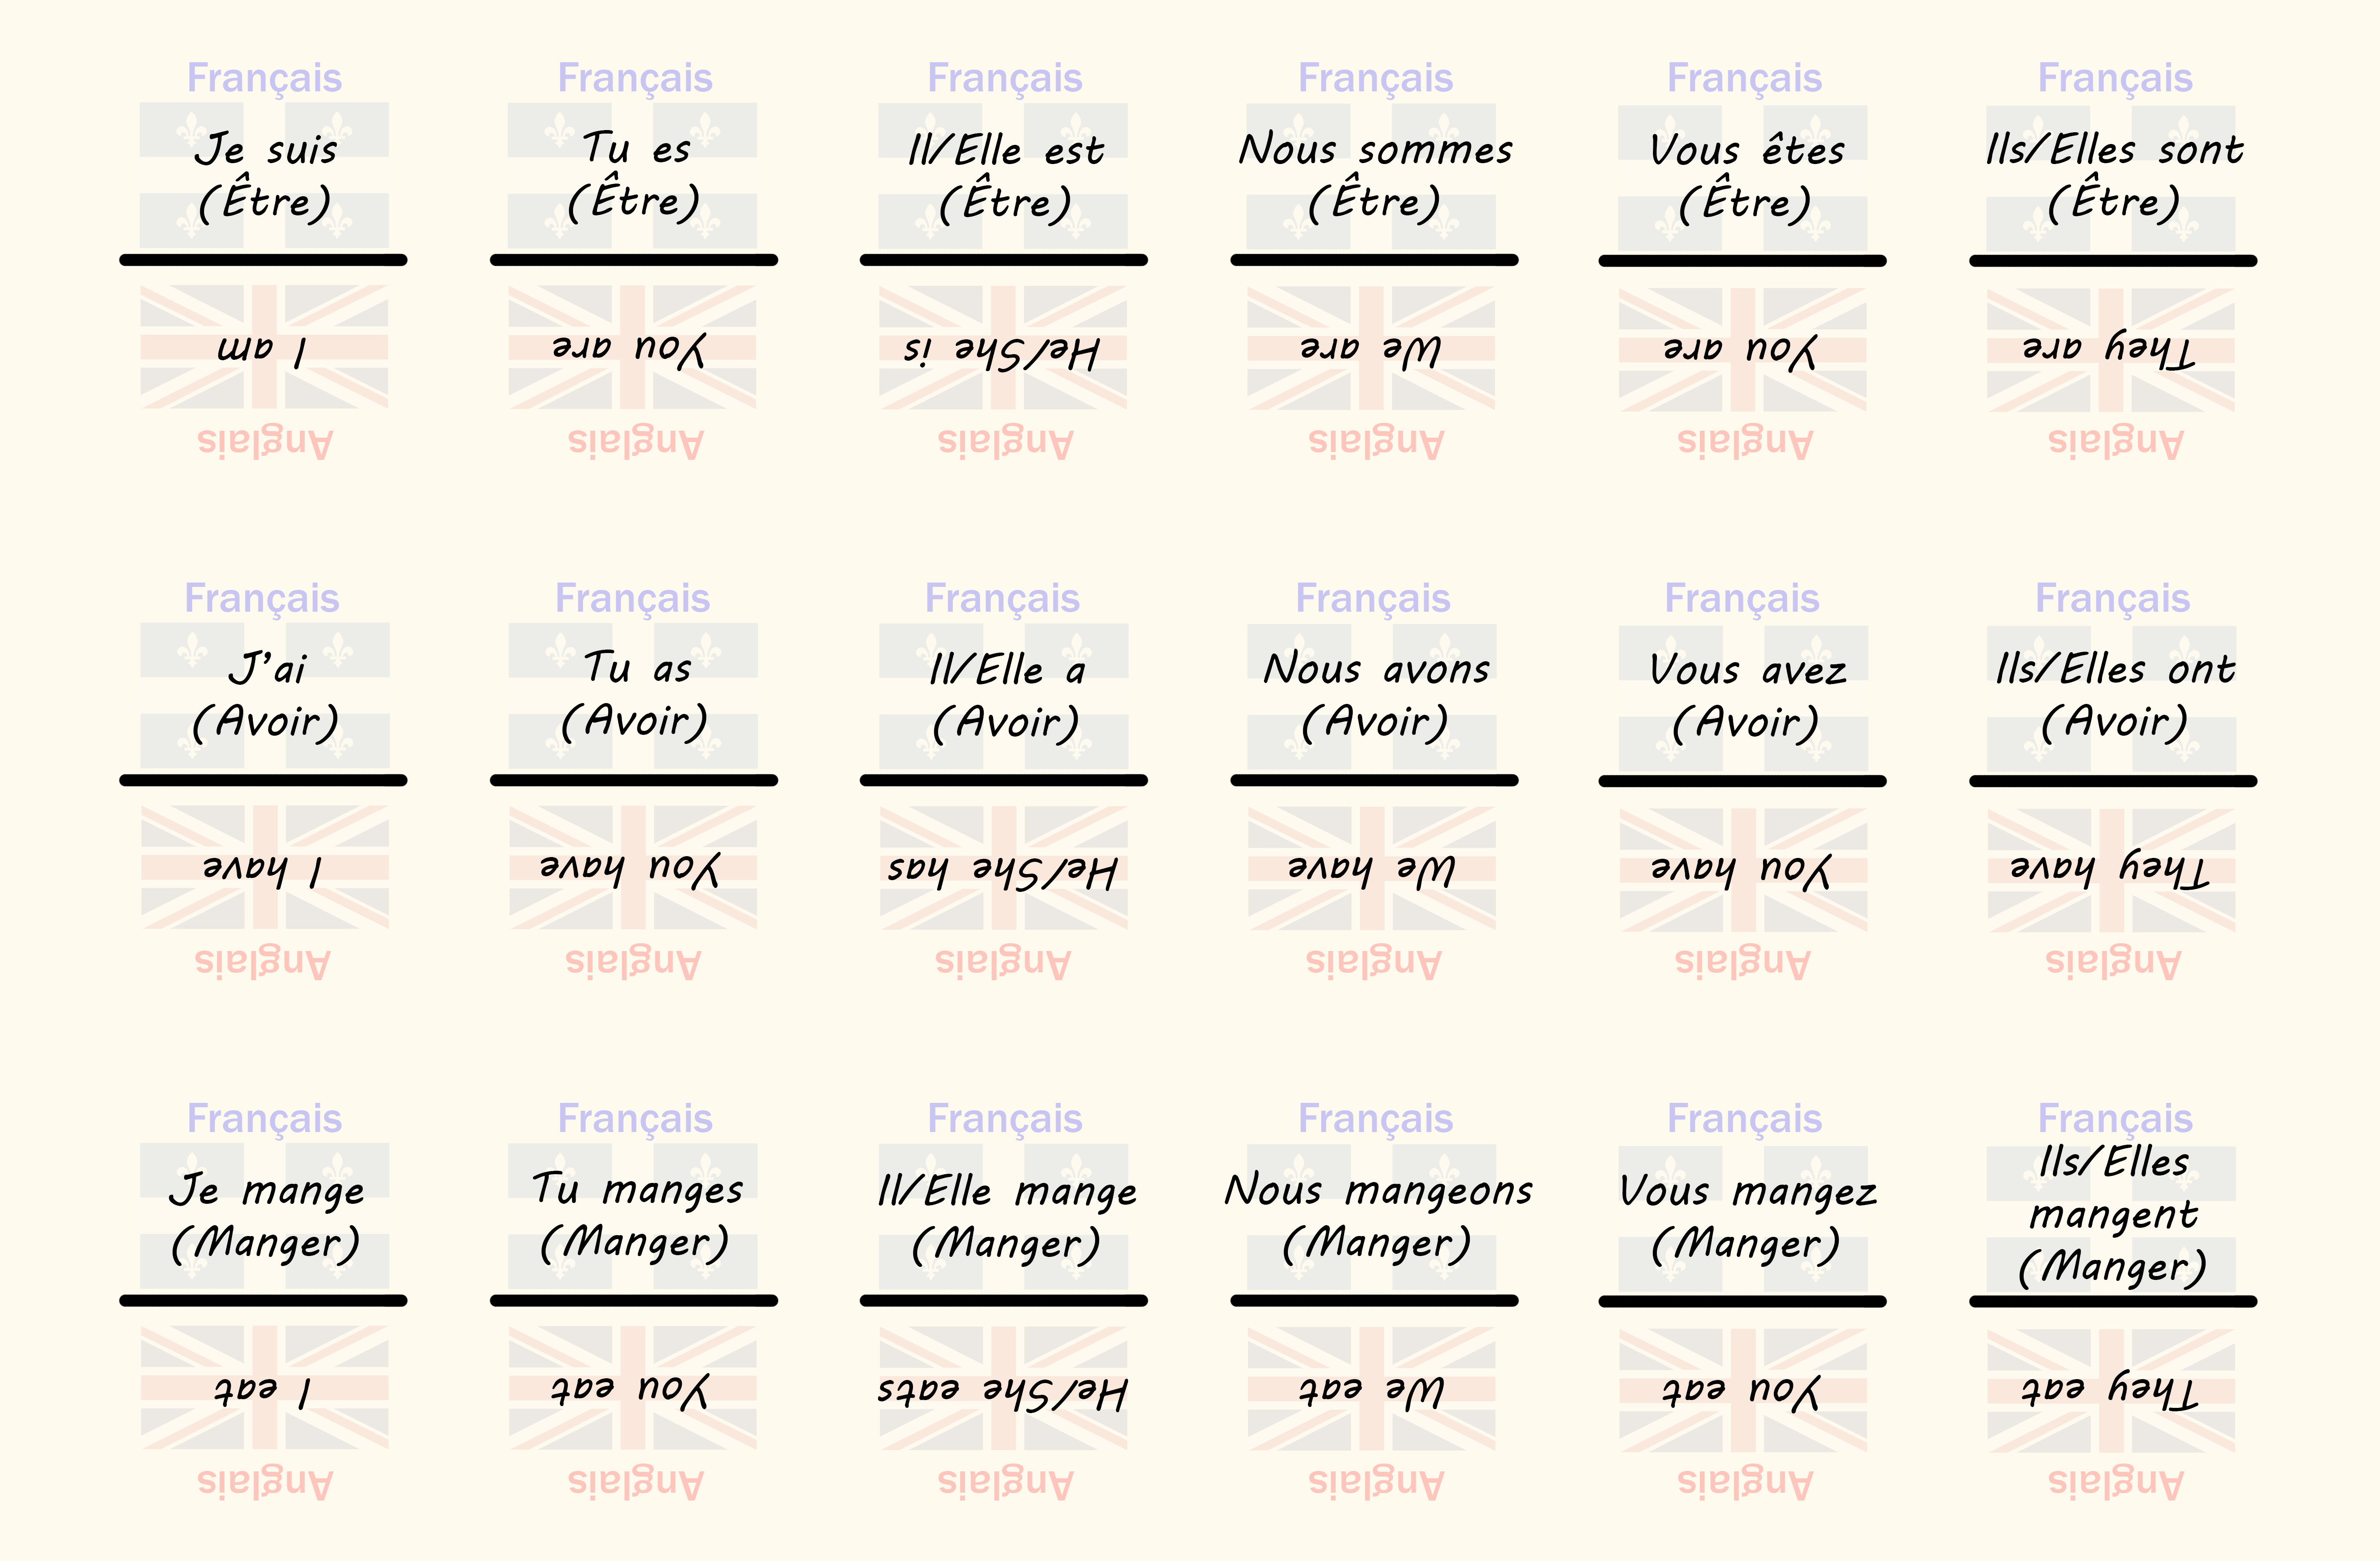 Français
Je suis
(Être)
I am
Anglais
Français
Tu es
(Être)
You are
Anglais
Français
Il/Elle est
(Être)
He/She is
Anglais
Français
Nous sommes
(Être)
We are
Anglais
Français
Vous êtes
(Être)
You are
Anglais
Français
Ils/Elles sont
(Être)
They are
Anglais
Français
J'ai
(Avoir)
I have
Anglais
Français
Tu as
(Avoir)
You have
Anglais
Français
Il/Elle a
(Avoir)
He/She has
Anglais
Français
Nous avons
(Avoir)
We have
Anglais
Français
Vous avez
(Avoir)
You have
Anglais
Français
Ils/Elles ont
(Avoir)
They have
Anglais
Français
Je mange
(Manger)
I eat
Anglais
Français
Tu manges
(Manger)
You eat
Anglais
Français
Il/Elle mange
(Manger)
He/She eats
Anglais
Français
Nous mangeons
(Manger)
We eat
Anglais
Français
Vous mangez
(Manger)
You eat
Anglais
Français
Ils/Elles
mangent
(Manger)
They eat
Anglais